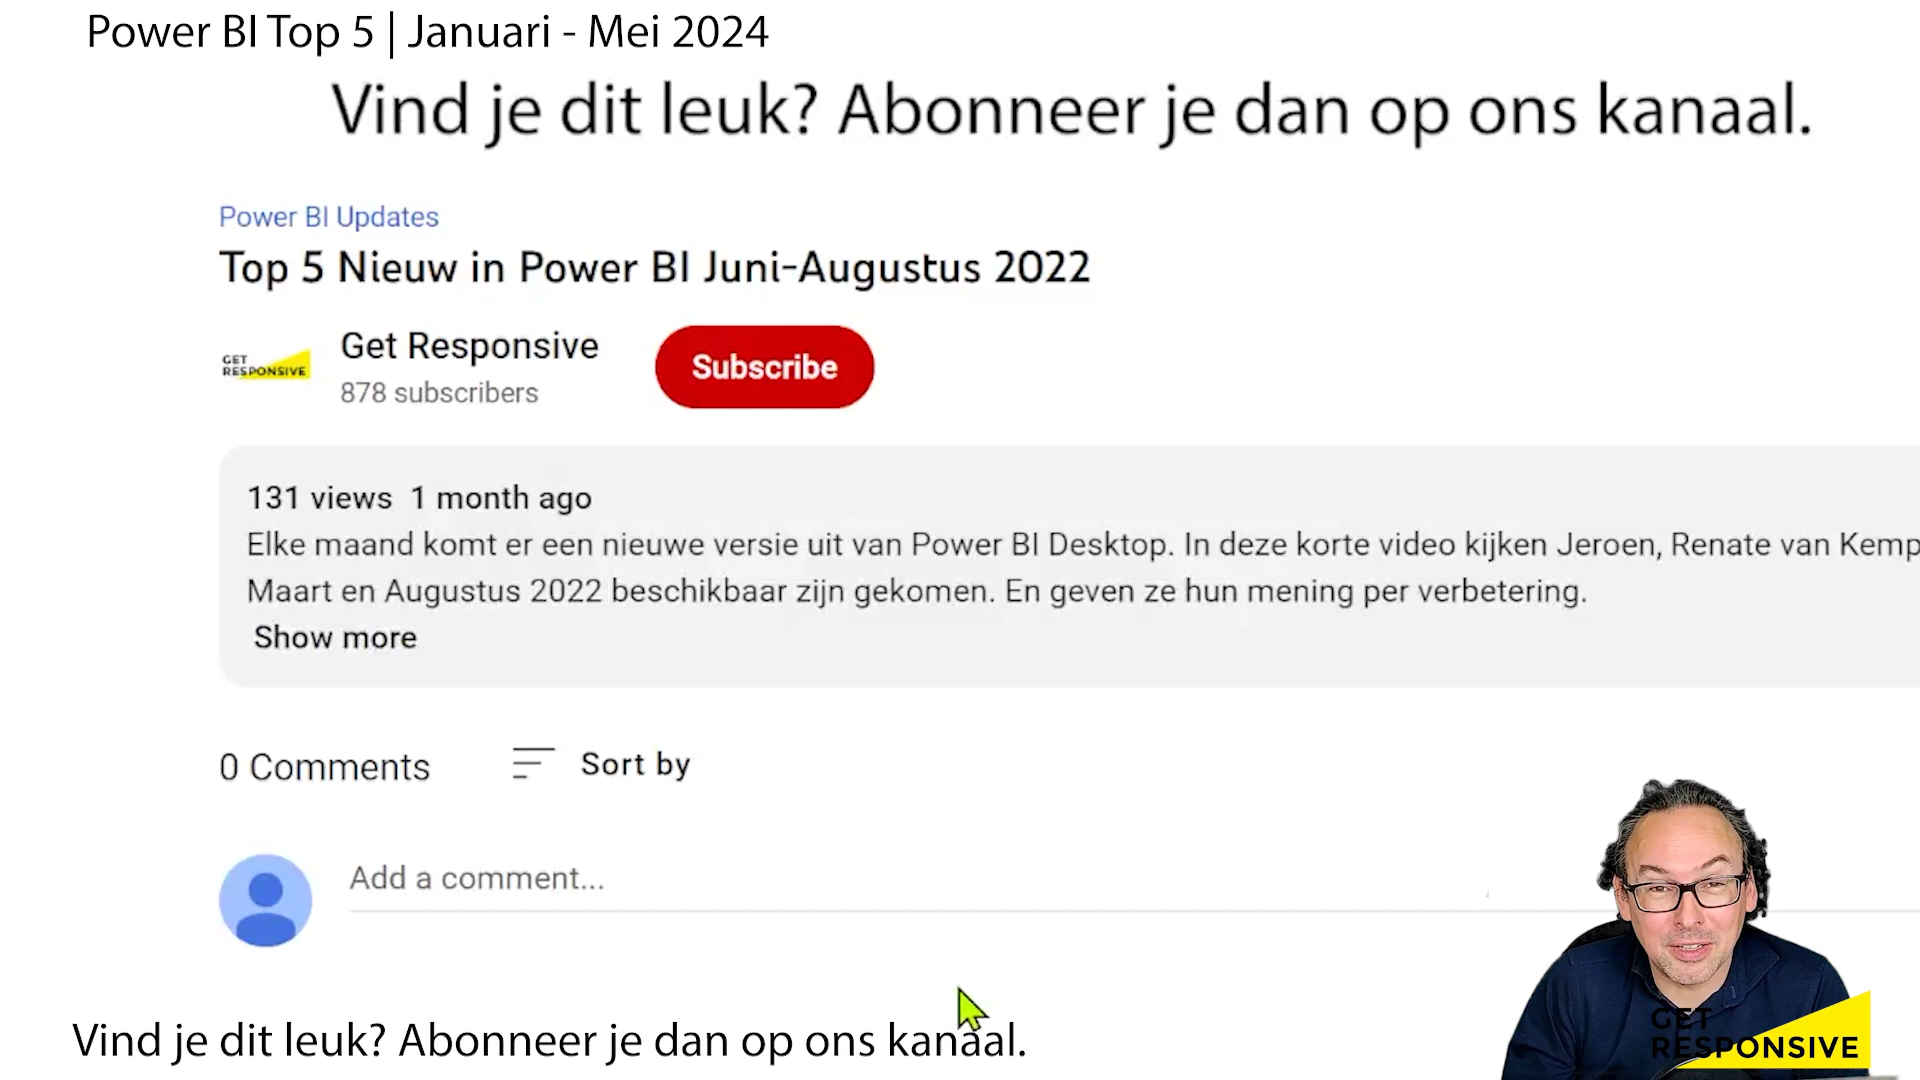 Power BI Top 5 | Januari - Mei 2024
Vind je dit leuk? Abonneer je dan op ons kanaal.
Power BI Updates
Top 5 Nieuw in Power BI Juni-Augustus 2022
GET
RESPONSIVE
Get Responsive
878 subscribers
Subscribe
131 views 1 month ago
Elke maand komt er een nieuwe versie uit van Power BI Desktop. In deze korte video kijken Jeroen, Renate van Kemp
Maart en Augustus 2022 beschikbaar zijn gekomen. En geven ze hun mening per verbetering.
Show more
0 Comments
Sort by
Add a comment...
Vind je dit leuk? Abonneer je dan op ons kanaal.
GET
RESPONSIVE